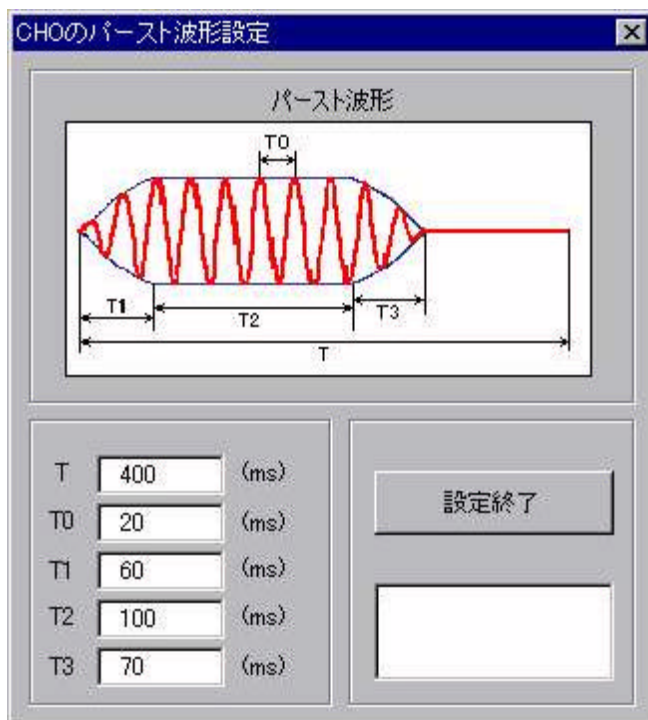 CH0のバースト波形設定
バースト波形
T0
T1
T2
T3
T
T 400 (ms)
T0 20 (ms)
T1 60 (ms)
T2 100 (ms)
T3 70 (ms)
設定終了